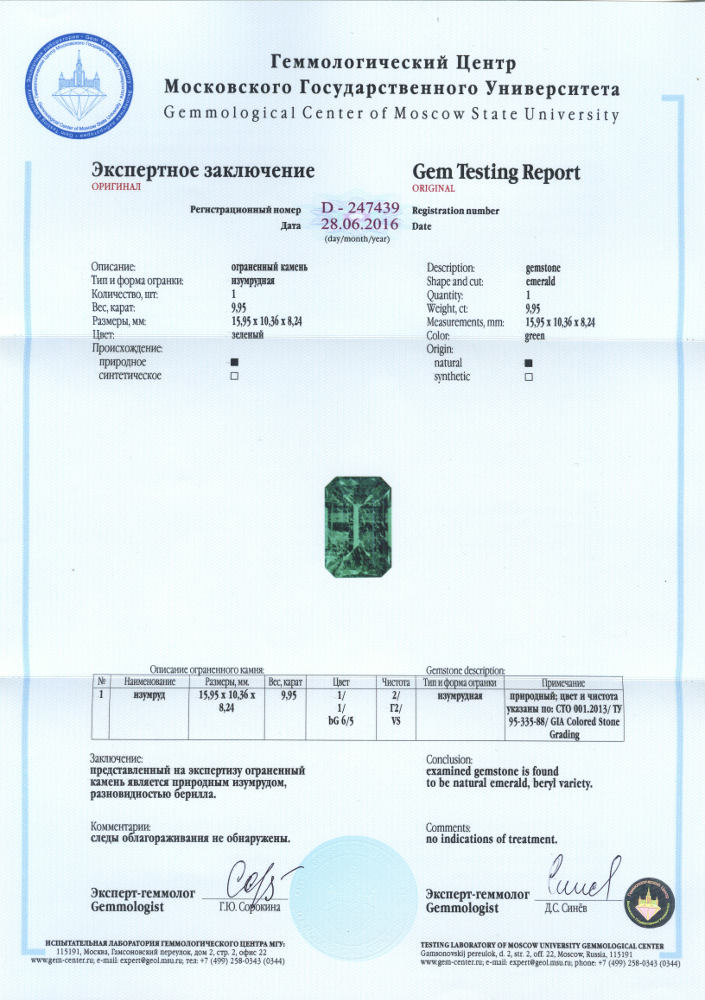 Геммологический Центр
Московского Государственного Университета
Gemmological Center of Moscow State University
Экспертное заключение
ОРИГИНАЛ
Gem Testing Report
ORIGINAL
Регистрационный номер D - 247439 Registration number
Дата 28.06.2016 Date
(day/month/year)
Описание: ограненный камень
Тип и форма огранки: изумрудная
Количество, шт: 1
Вес, карат: 9,95
Размеры, мм: 15,95 x 10,36 x 8,24
Цвет: зеленый
Происхождение:
природное ■
синтетическое □
Description: gemstone
Shape and cut: emerald
Quantity: 1
Weight, ct: 9,95
Measurements, mm: 15,95 x 10,36 x 8,24
Color: green
Origin:
natural ■
synthetic □
Описание ограненного камня: Gemstone description:
№ Наименование Размеры, мм. Вес, карат Цвет Чистота Тип и форма огранки Примечание
1 изумруд 15,95 x 10,36 x 9,95 1/ 2/ изумрудная природный; цвет и чистота
8,24 1/ Г2/ указаны по: СТО 001.2013/ ТУ
bG 6/5 VS 95-335-88/ GIA Colored Stone
Grading
Заключение:
представленный на экспертизу ограненный
камень является природным изумрудом,
разновидностью берилла.
Conclusion:
examined gemstone is found
to be natural emerald, beryl variety.
Комментарии:
следы облагораживания не обнаружены.
Comments:
no indications of treatment.
Эксперт-геммолог
Gemmologist Г.Ю. Сорокина
Эксперт-геммолог
Gemmologist Д.С. Синёв
ИСПЫТАТЕЛЬНАЯ ЛАБОРАТОРИЯ ГЕММОЛОГИЧЕСКОГО ЦЕНТРА МГУ:
115191, Москва, Гамсоновский переулок, дом 2, стр. 2, офис 22
www.gem-center.ru; e-mail: expert@geol.msu.ru; тел: +7 (499) 258-0343 (0344)
TESTING LABORATORY OF MOSCOW UNIVERSITY GEMMOLOGICAL CENTER
Gamsonovskij pereulok, d. 2, str. 2, off. 22, Moscow, Russia, 115191
www.gem-center.ru; e-mail: expert@geol.msu.ru; phone: +7 (499) 258-0343 (0344)